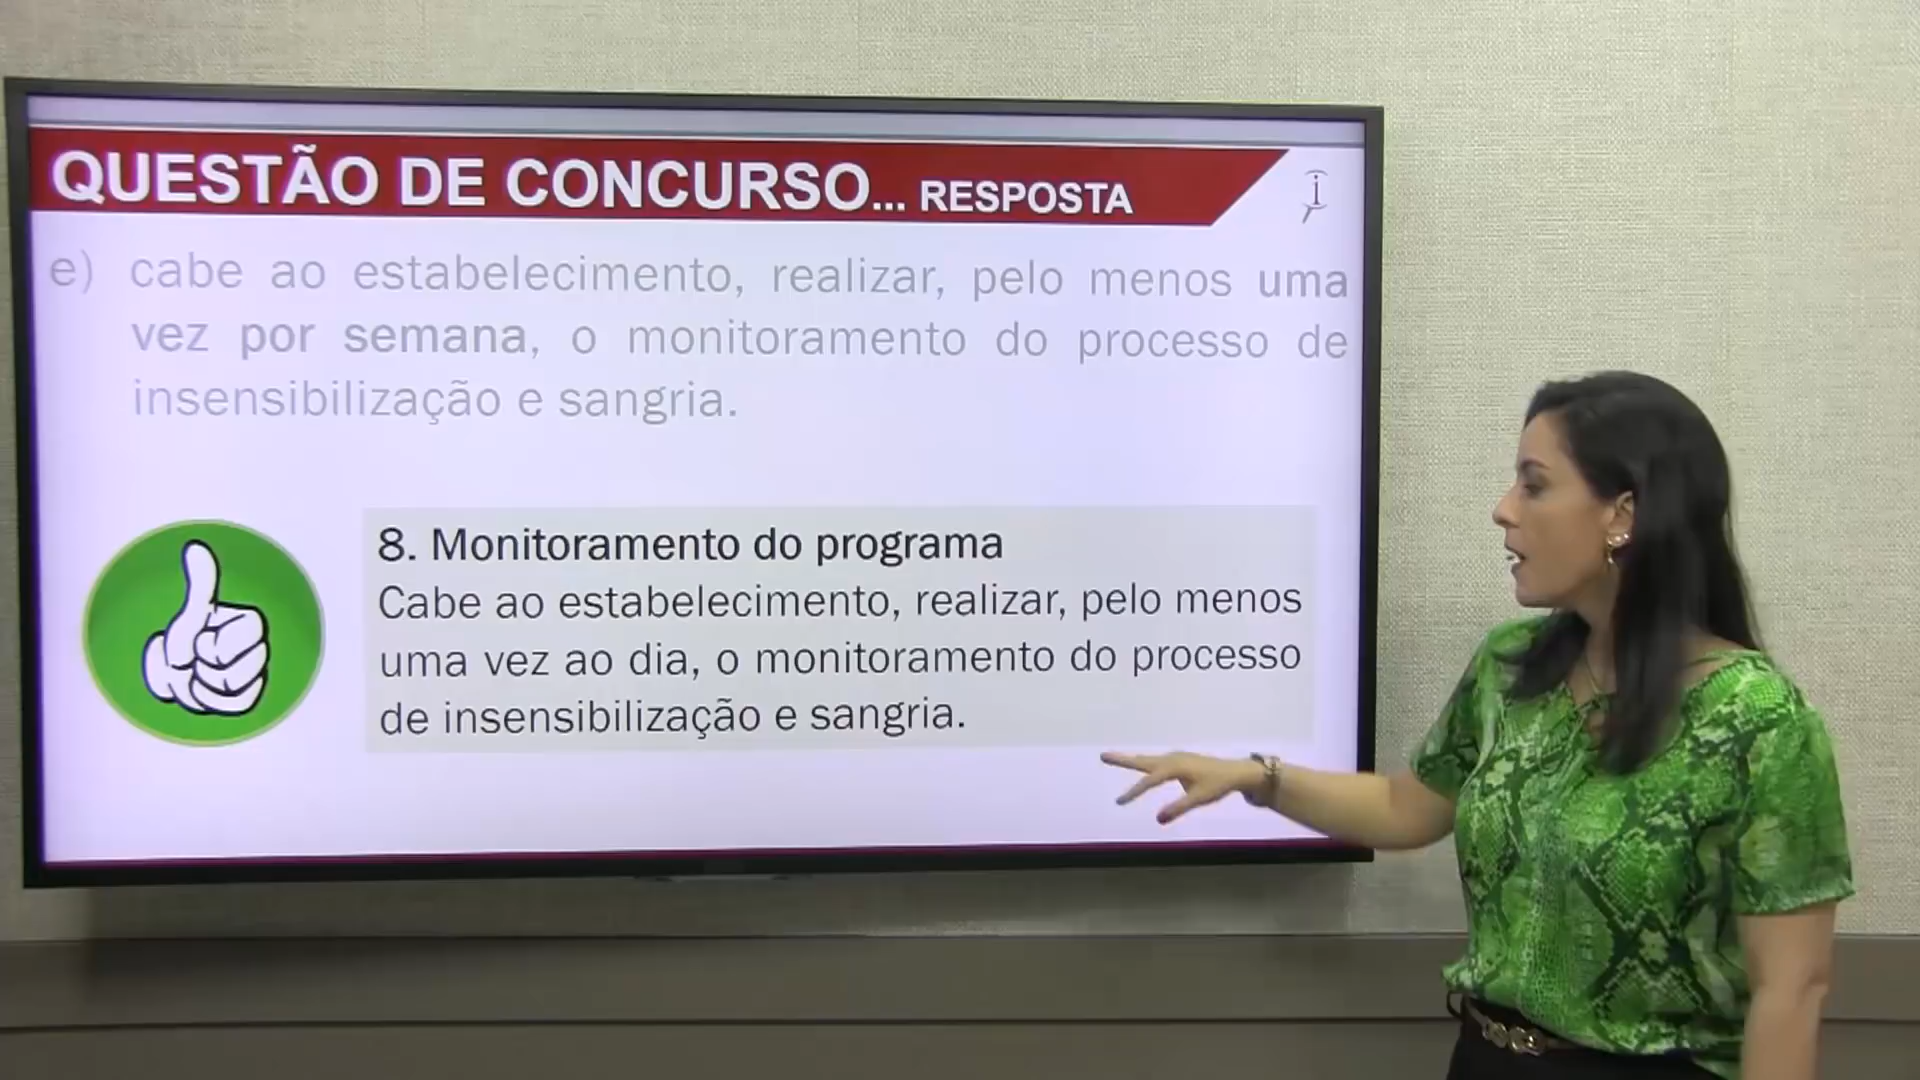 QUESTÃO DE CONCURSO... RESPOSTA
e) cabe ao estabelecimento, realizar, pelo menos uma
vez por semana, o monitoramento do processo de
insensibilização e sangria.
8. Monitoramento do programa
Cabe ao estabelecimento, realizar, pelo menos
uma vez ao dia, o monitoramento do processo
de insensibilização e sangria.